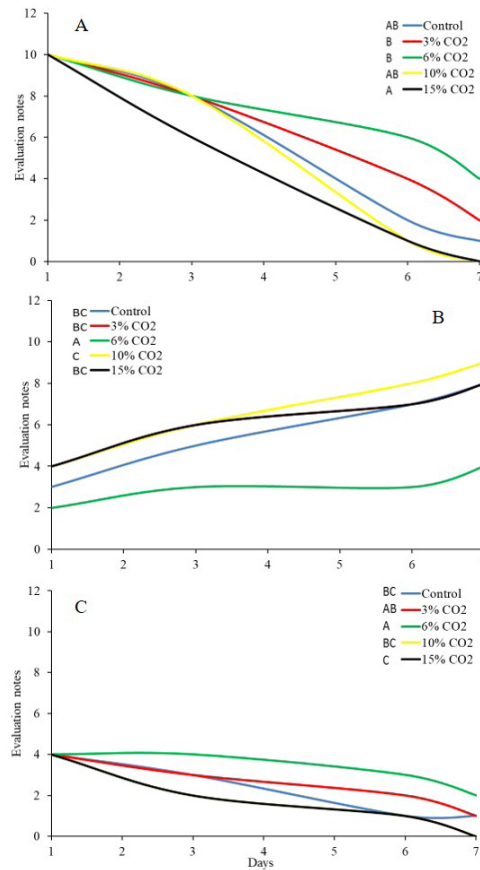 A
AB Control
B 3% CO2
B 6% CO2
AB 10% CO2
A 15% CO2
Evaluation notes
12
10
8
6
4
2
0
1 2 3 4 5 6 7
B
BC Control
BC 3% CO2
A 6% CO2
C 10% CO2
BC 15% CO2
Evaluation notes
12
10
8
6
4
2
0
1 2 3 4 5 6
C
BC Control
AB 3% CO2
A 6% CO2
BC 10% CO2
C 15% CO2
Evaluation notes
12
10
8
6
4
2
0
1 2 3 4 5 6 7
Days